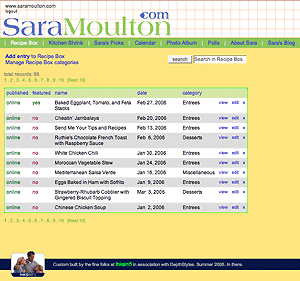 www.saramoulton.com
logout
SaraMoulton.com
| Recipe Box | Kitchen Shrink | Sara's Picks | Calendar | Photo Album | Polls | About Sara | Sara's Blog
Add entry to Recipe Box
Manage Recipe Box categories
search Search in Recipe Box.
total records: 96
1 . 2 . 3 . 4 . 5 . 6 . 7 . 8 . 9 . 10 [Next 10]
published featured name date category
online yes Baked Eggplant, Tomato, and Feta Stacks Feb 27, 2006 Entrees view edit x
online no Cheatin' Jambalaya Feb 20, 2006 Entrees view edit x
online no Send Me Your Tips and Recipes Feb 13, 2006 Entrees view edit x
online no Ruthie's Chocolate French Toast with Raspberry Sauce Feb 6, 2006 Desserts view edit x
online no White Chicken Chili Jan 30, 2006 Entrees view edit x
online no Moroccan Vegetable Stew Jan 24, 2006 Entrees view edit x
online no Mediterranean Salsa Verde Jan 16, 2006 Miscellaneous view edit x
online no Eggs Baked in Ham with Sofrito Jan 9, 2006 Entrees view edit x
online no Strawberry-Rhubarb Cobbler with Gingered Biscuit Topping Mar 3, 2005 Desserts view edit x
online no Chinese Chicken Soup Jan 2, 2006 Entrees view edit x
1 . 2 . 3 . 4 . 5 . 6 . 7 . 8 . 9 . 10 [Next 10]
Custom built by the fine folks at in association with DepthStyles. Summer 2005. In there.